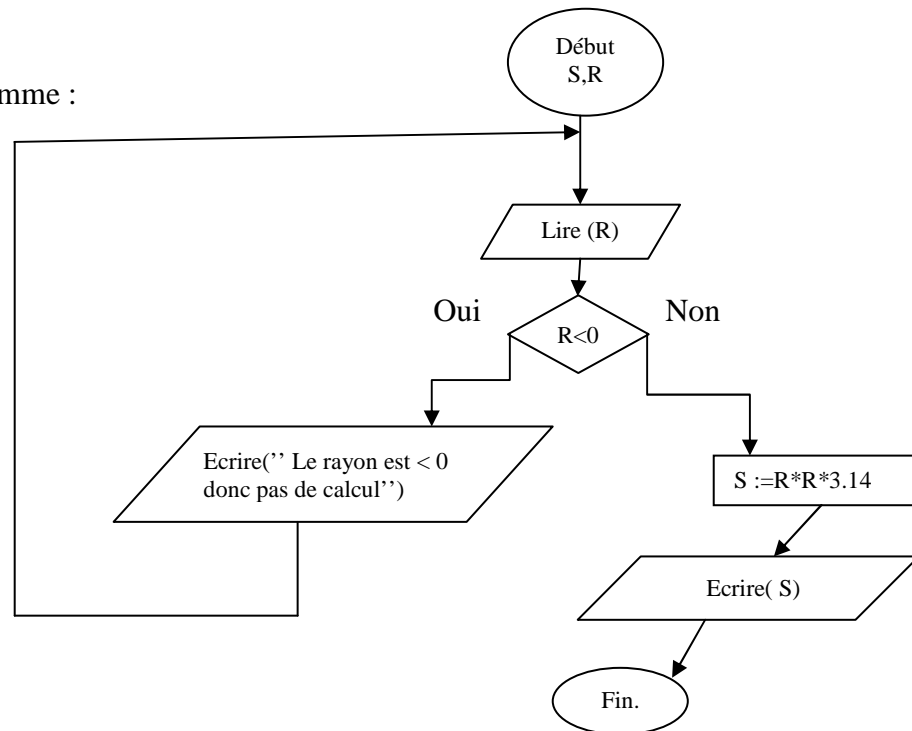 Début
S,R
mme :
Lire (R)
Oui
Non
R<0
Ecrire(’’ Le rayon est < 0
donc pas de calcul’’)
S :=R*R*3.14
Ecrire( S)
Fin.